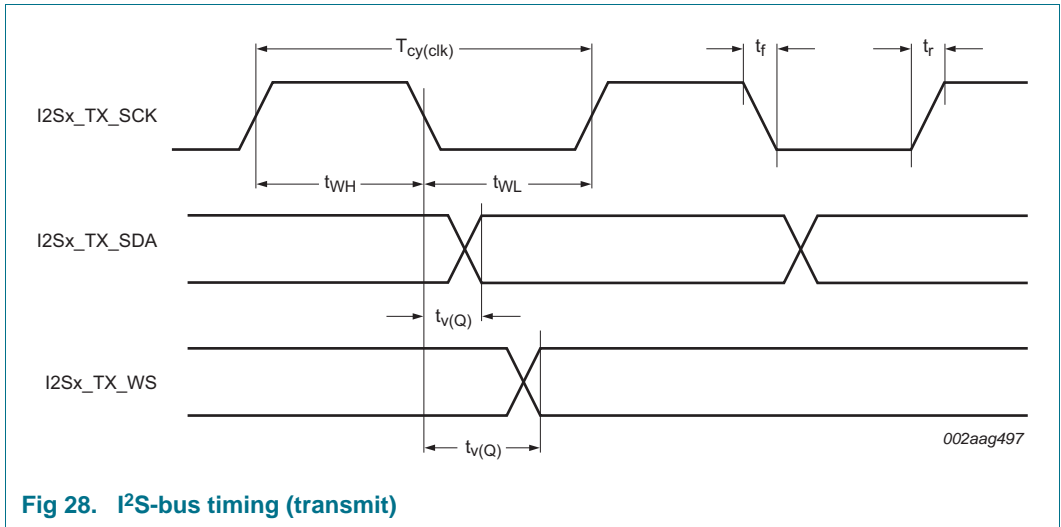 T_cy(clk)
t_f
t_r
I2Sx_TX_SCK
t_WH
t_WL
I2Sx_TX_SDA
t_v(Q)
I2Sx_TX_WS
t_v(Q)
002aag497
Fig 28. I²S-bus timing (transmit)